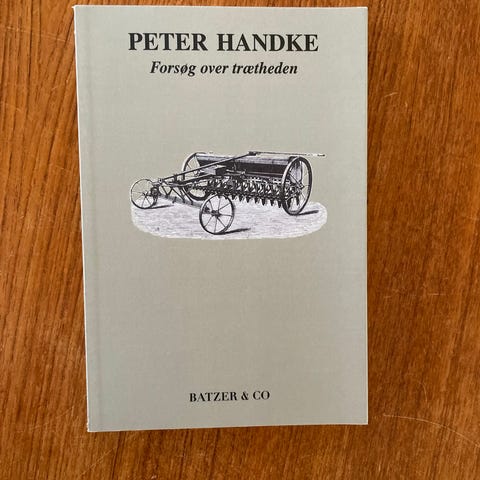 PETER HANDKE
Forsøg over trætheden
BATZER & CO